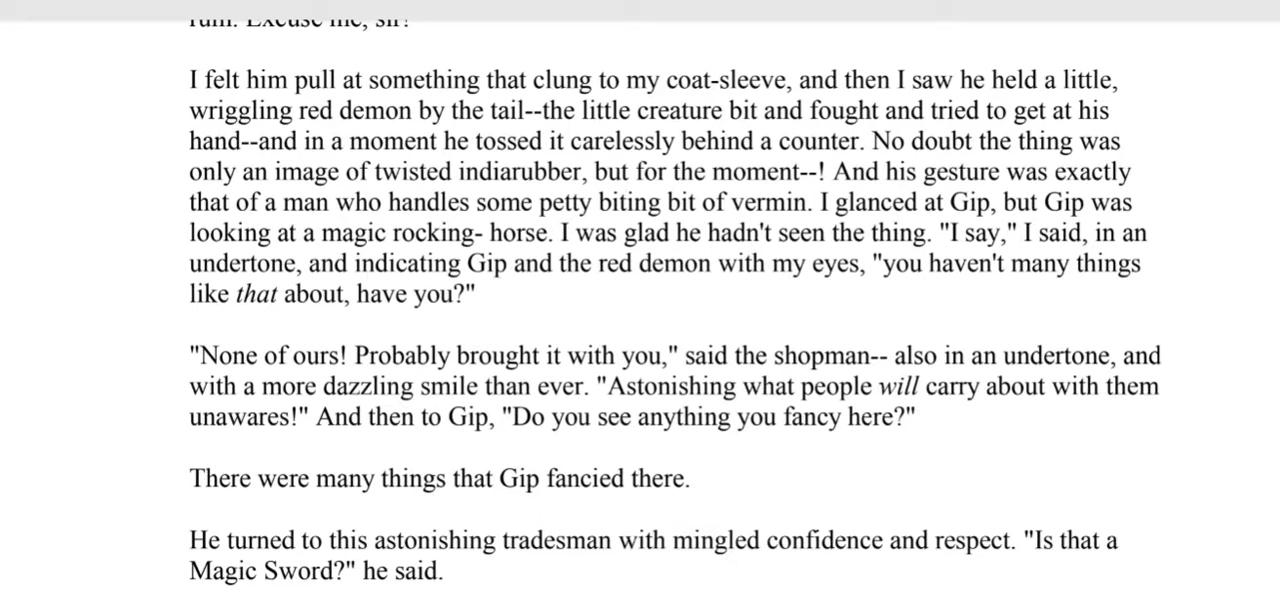 I felt him pull at something that clung to my coat-sleeve, and then I saw he held a little,
wriggling red demon by the tail--the little creature bit and fought and tried to get at his
hand--and in a moment he tossed it carelessly behind a counter. No doubt the thing was
only an image of twisted indiarubber, but for the moment--! And his gesture was exactly
that of a man who handles some petty biting bit of vermin. I glanced at Gip, but Gip was
looking at a magic rocking- horse. I was glad he hadn't seen the thing. "I say," I said, in an
undertone, and indicating Gip and the red demon with my eyes, "you haven't many things
like that about, have you?"
"None of ours! Probably brought it with you," said the shopman-- also in an undertone, and
with a more dazzling smile than ever. "Astonishing what people will carry about with them
unawares!" And then to Gip, "Do you see anything you fancy here?"
There were many things that Gip fancied there.
He turned to this astonishing tradesman with mingled confidence and respect. "Is that a
Magic Sword?" he said.